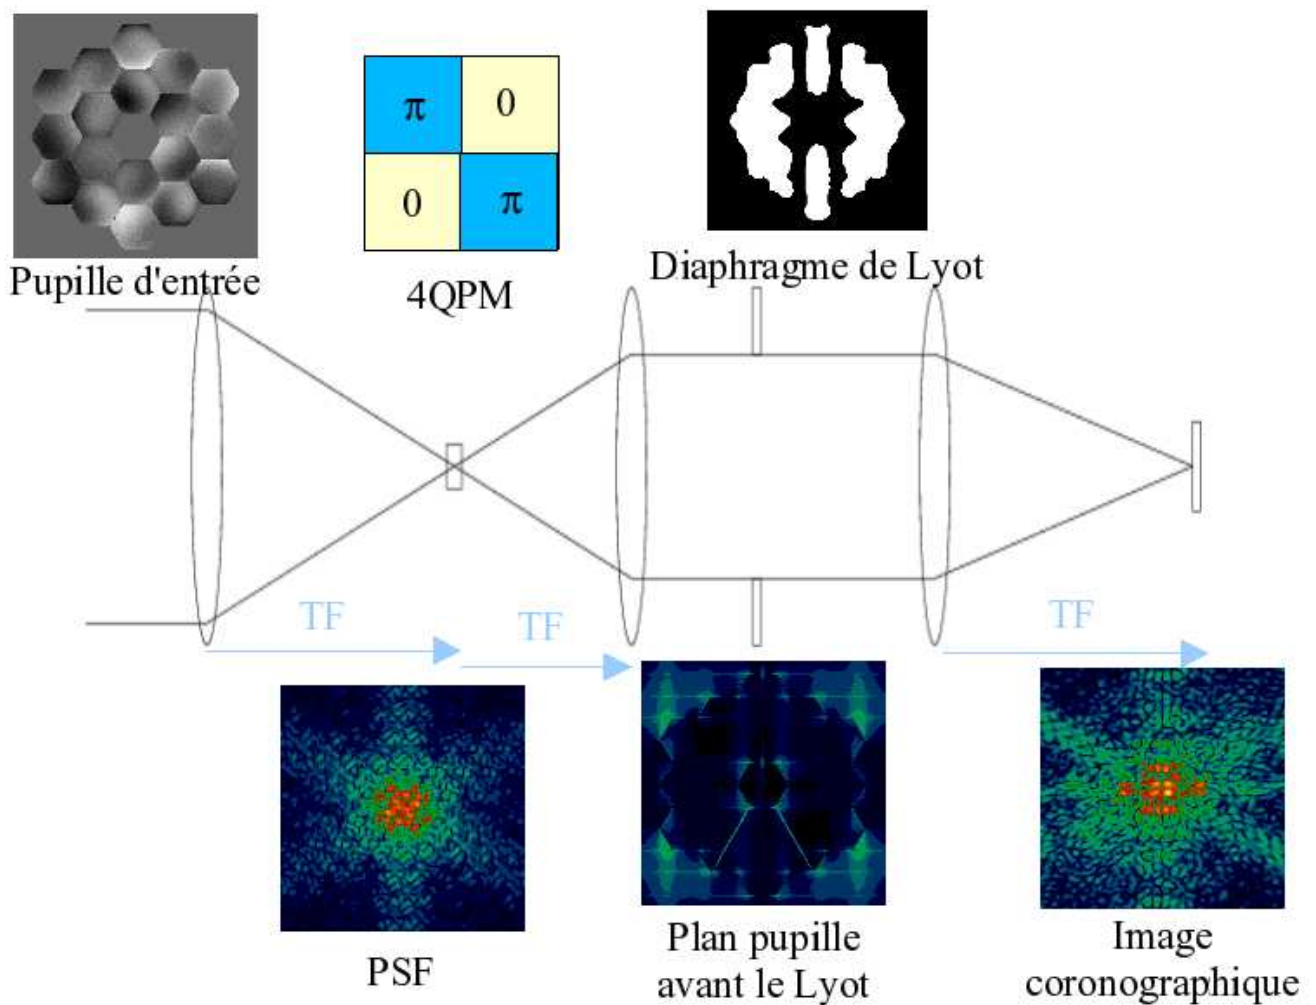 π 0
0 π
Pupille d'entrée
4QPM
Diaphragme de Lyot
TF
TF
TF
PSF
Plan pupille
avant le Lyot
Image
coronographique